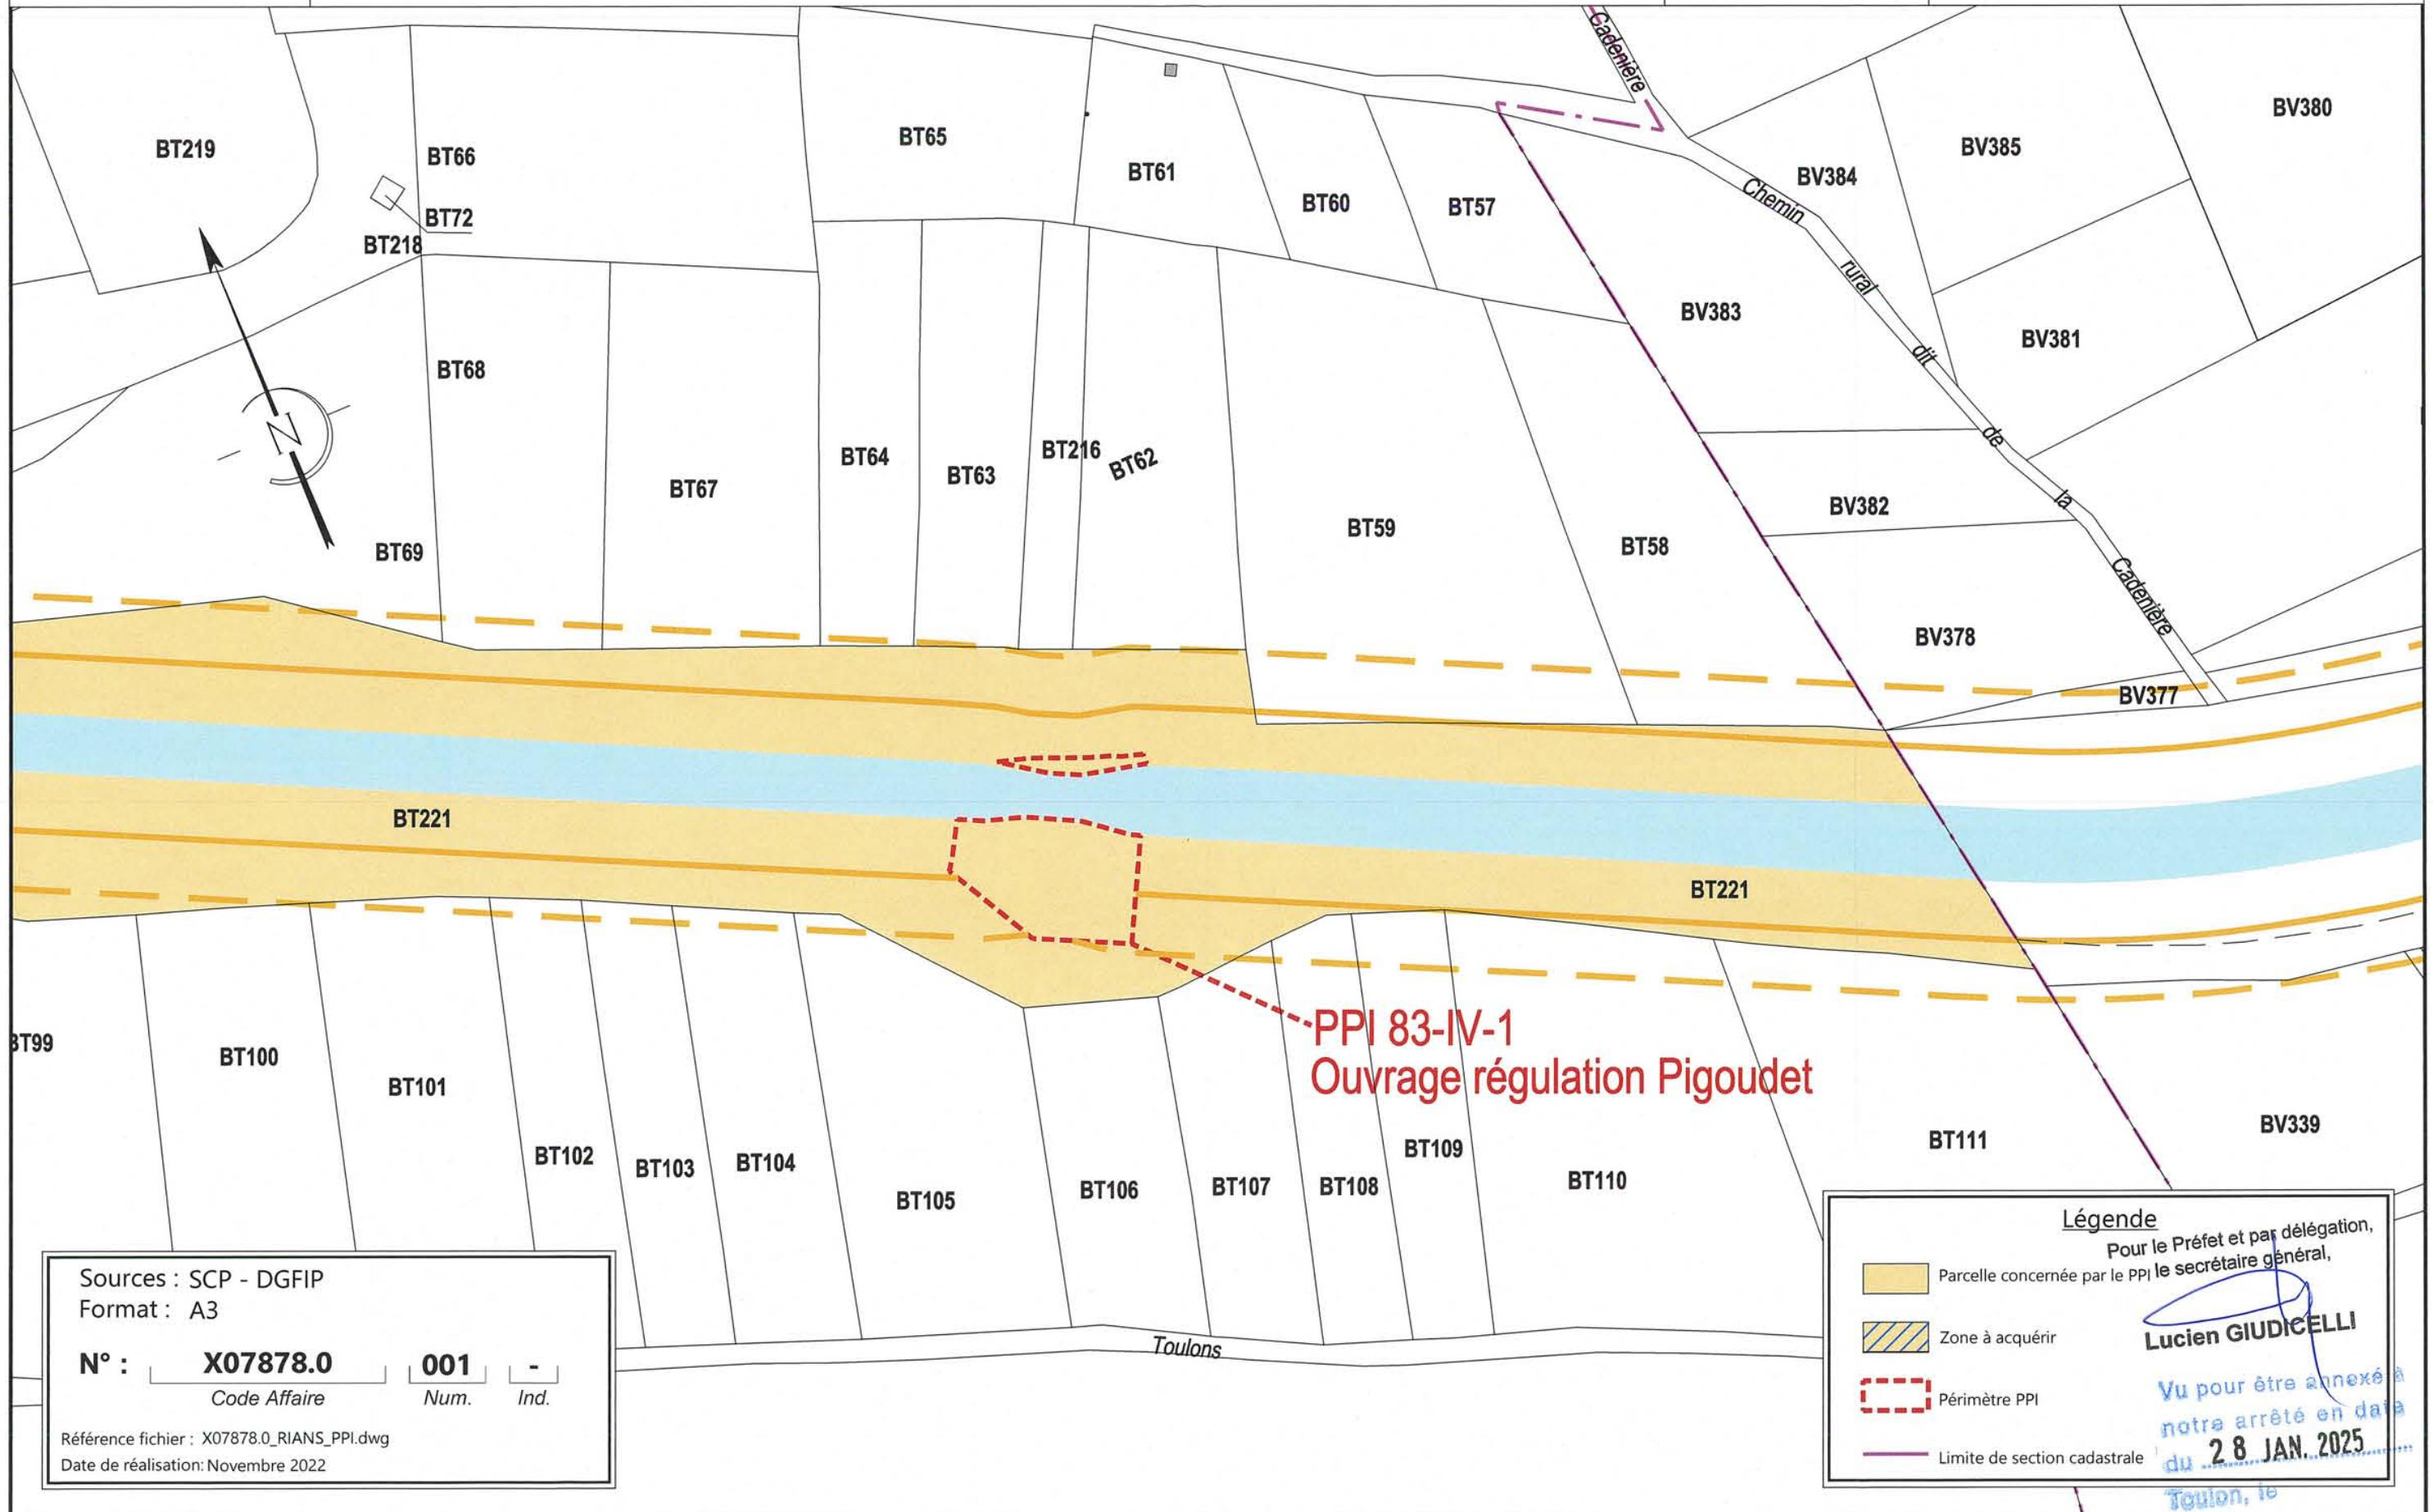 Cadenière
BT219
BT66
BT65
BT61
BT60
BT57
BT72
BT218
BV384
BV385
BV380
Chemin rural dit de la Cadenière
BV383
BV381
BT68
N
BT64
BT63
BT216
BT62
BT67
BT59
BT58
BV382
BT69
BV378
BV377
BT221
BT221
BT99
BT100
BT101
BT102
BT103
BT104
BT105
BT106
BT107
BT108
BT109
BT110
BT111
BV339
PPI 83-IV-1
Ouvrage régulation Pigoudet
Toulons
Sources : SCP - DGFIP
Format : A3
N° : X07878.0 001 -
Code Affaire Num. Ind.
Référence fichier : X07878.0_RIANS_PPI.dwg
Date de réalisation: Novembre 2022
Légende
Parcelle concernée par le PPI
Zone à acquérir
Périmètre PPI
Limite de section cadastrale
Pour le Préfet et par délégation,
le secrétaire général,
Lucien GIUDICELLI
Vu pour être annexé à
notre arrêté en date
du 28 JAN. 2025
Toulon, le